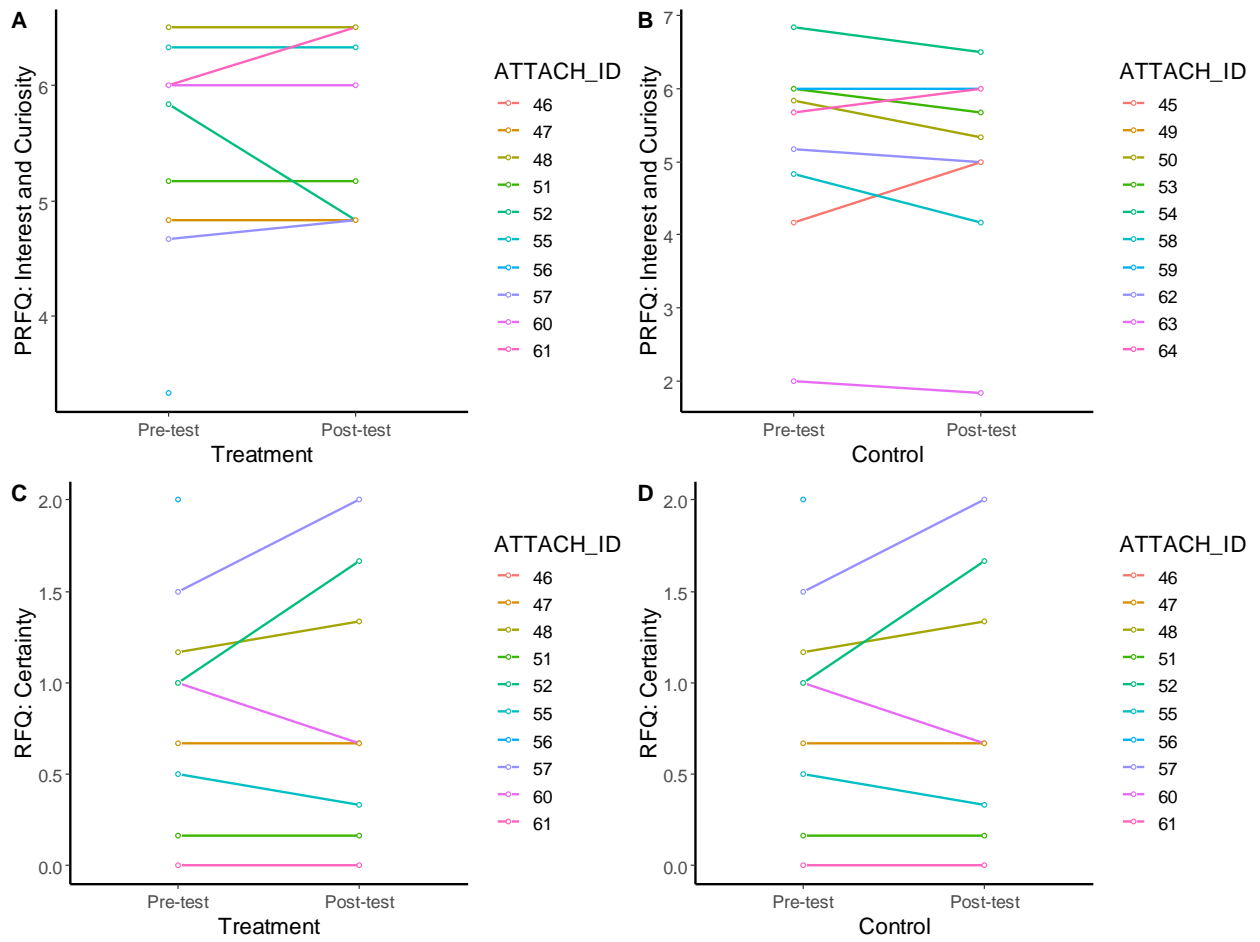 A
PRFQ: Interest and Curiosity
6
5
4
Pre-test Post-test
Treatment
ATTACH_ID
46
47
48
51
52
55
56
57
60
61
B
PRFQ: Interest and Curiosity
7
6
5
4
3
2
Pre-test Post-test
Control
ATTACH_ID
45
49
50
53
54
58
59
62
63
64
C
RFQ: Certainty
2.0
1.5
1.0
0.5
0.0
Pre-test Post-test
Treatment
ATTACH_ID
46
47
48
51
52
55
56
57
60
61
D
RFQ: Certainty
2.0
1.5
1.0
0.5
0.0
Pre-test Post-test
Control
ATTACH_ID
46
47
48
51
52
55
56
57
60
61